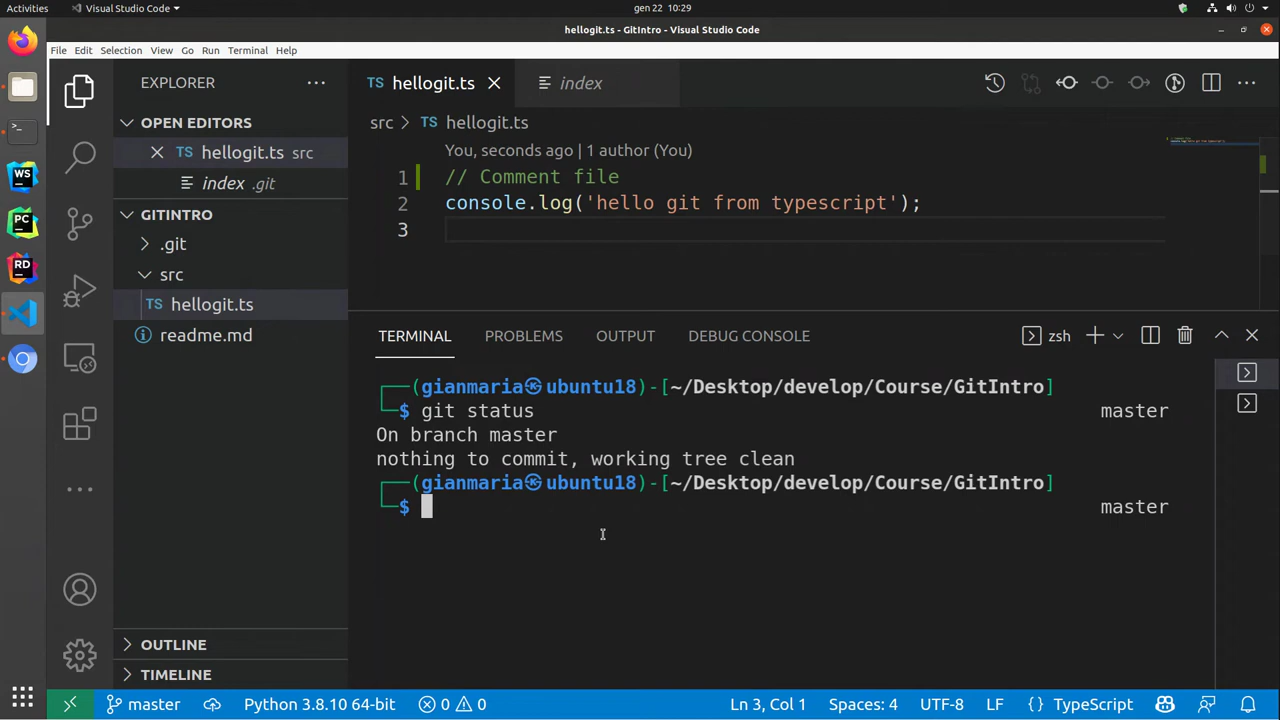 Activities
Visual Studio Code
gen 22 10:29
hellogit.ts - GitIntro - Visual Studio Code
File Edit Selection View Go Run Terminal Help
EXPLORER
TS hellogit.ts
index
OPEN EDITORS
TS hellogit.ts src
index .git
GITINTRO
.git
src
TS hellogit.ts
readme.md
OUTLINE
TIMELINE
WS
PC
RD
src > TS hellogit.ts
You, seconds ago | 1 author (You)
1 // Comment file
2 console.log('hello git from typescript');
3
TERMINAL PROBLEMS OUTPUT DEBUG CONSOLE
zsh
┌──(gianmaria㉿ubuntu18)-[~/Desktop/develop/Course/GitIntro]
└─$ git status master
On branch master
nothing to commit, working tree clean
┌──(gianmaria㉿ubuntu18)-[~/Desktop/develop/Course/GitIntro]
└─$ master
master Python 3.8.10 64-bit 0 0 Ln 3, Col 1 Spaces: 4 UTF-8 LF {} TypeScript